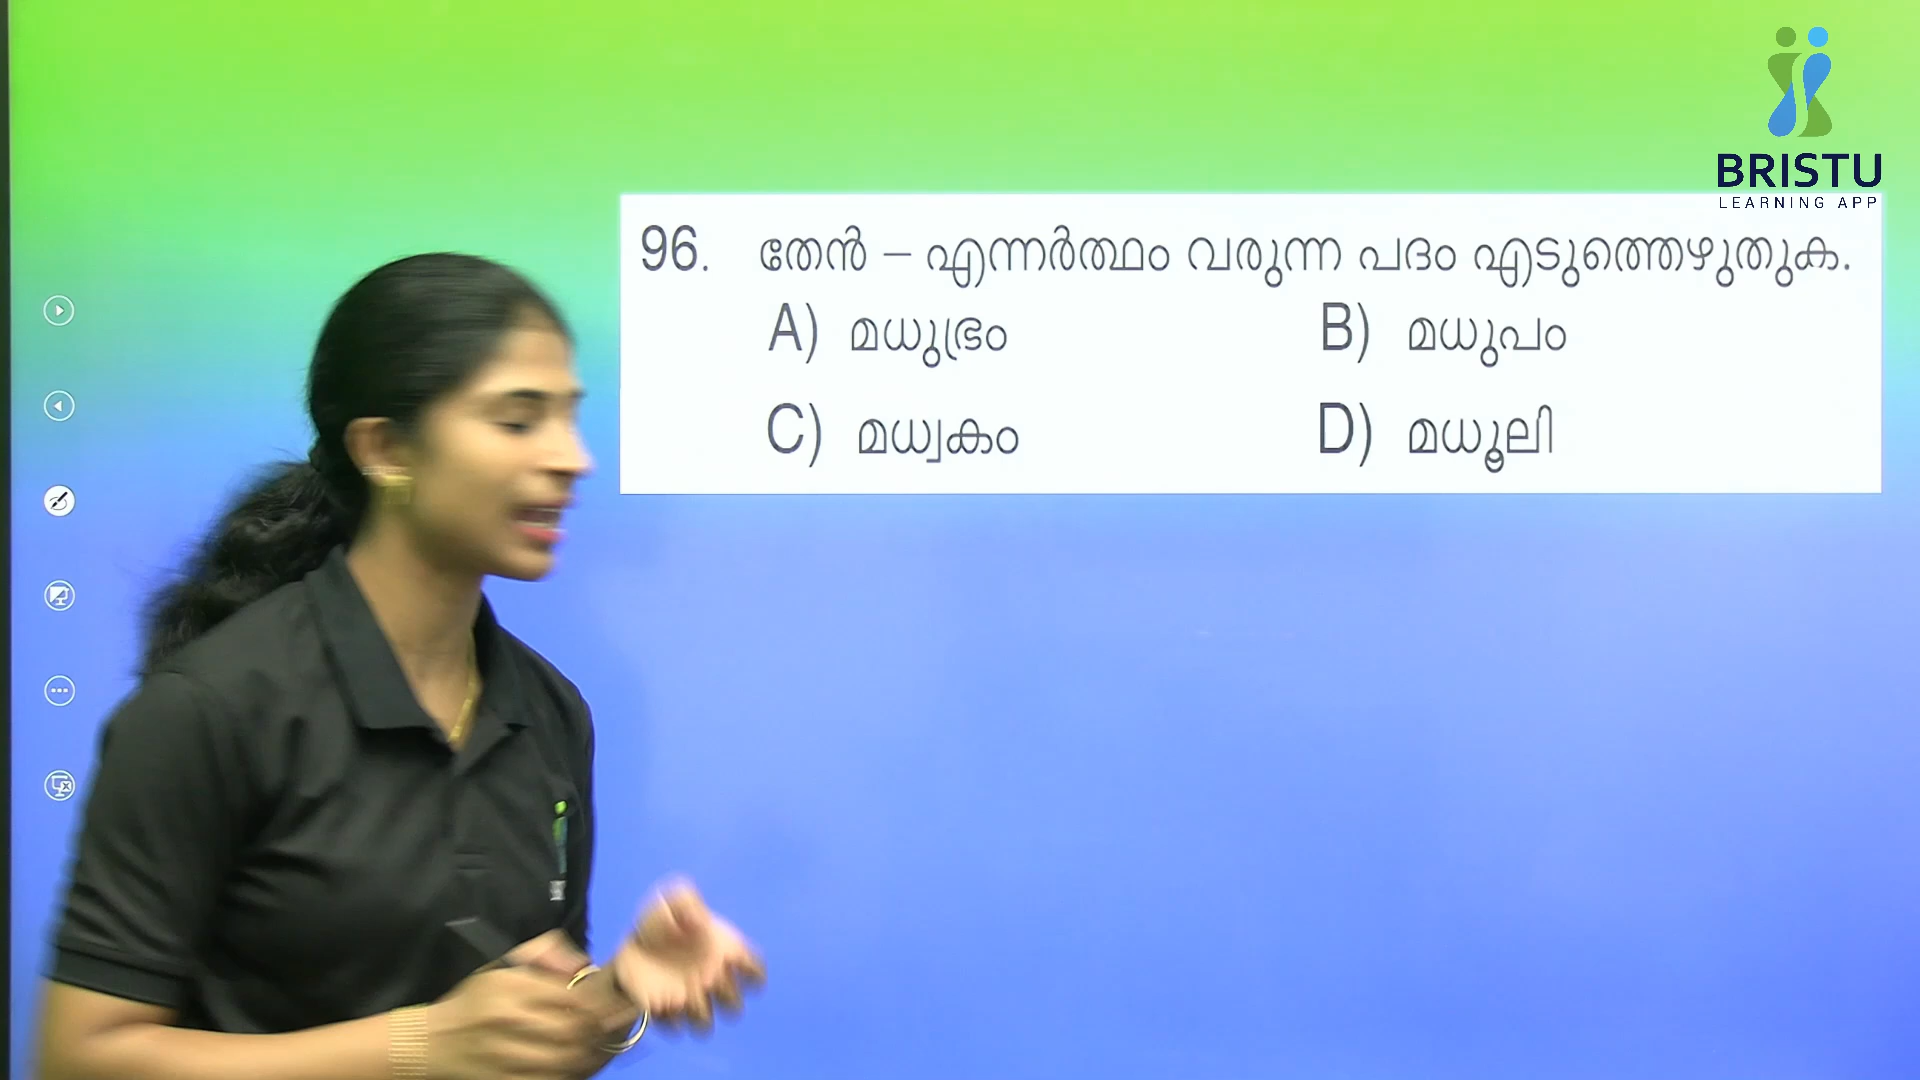 BRISTU
LEARNING APP
96. തേൻ – എന്നർത്ഥം വരുന്ന പദം എടുത്തെഴുതുക.
A) മധുഭ്രം B) മധുപം
C) മധ്വകം D) മധൂലി